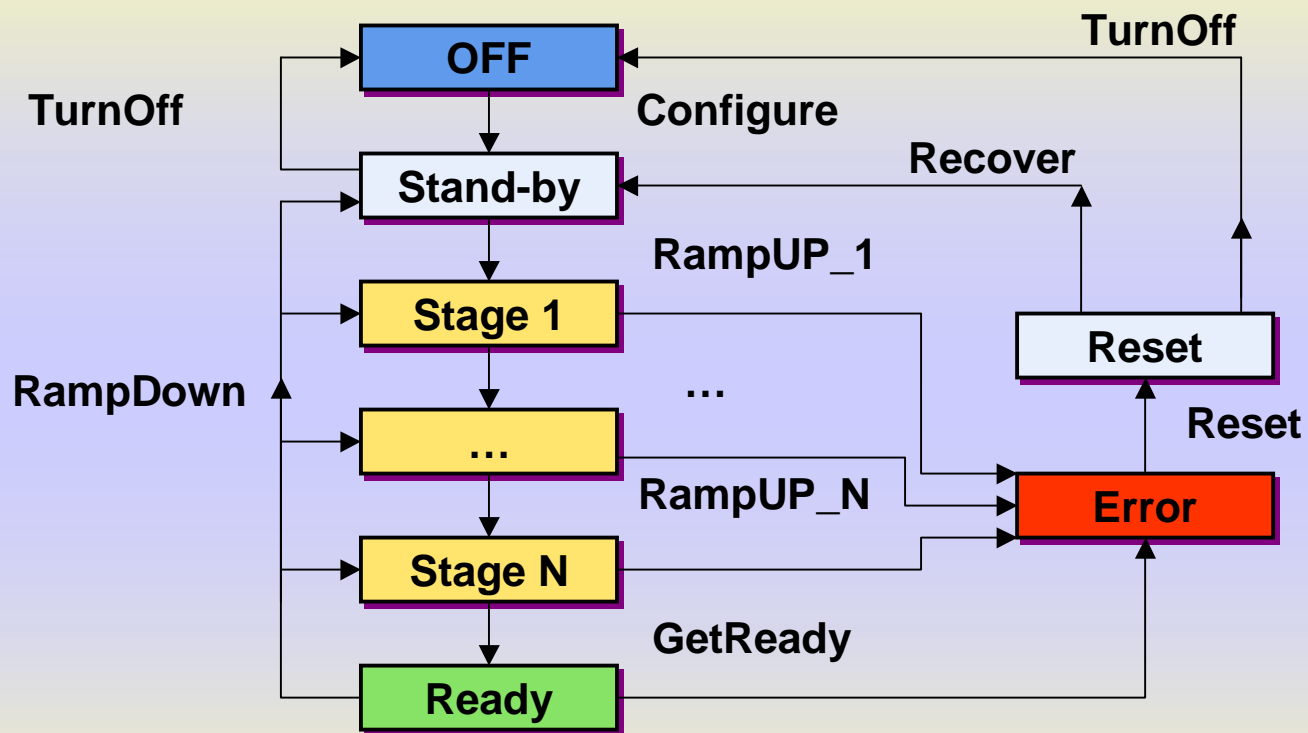 TurnOff
OFF
TurnOff
Configure
Recover
Stand-by
RampUP_1
Stage 1
Reset
RampDown
...
Reset
...
RampUP_N
Error
Stage N
GetReady
Ready